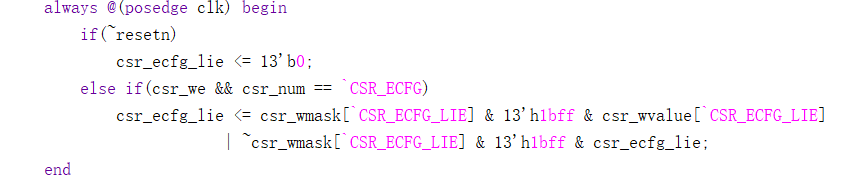 always @(posedge clk) begin
if(~resetn)
csr_ecfg_lie <= 13'b0;
else if(csr_we && csr_num == `CSR_ECFG)
csr_ecfg_lie <= csr_wmask[`CSR_ECFG_LIE] & 13'h1bff & csr_wvalue[`CSR_ECFG_LIE]
| ~csr_wmask[`CSR_ECFG_LIE] & 13'h1bff & csr_ecfg_lie;
end